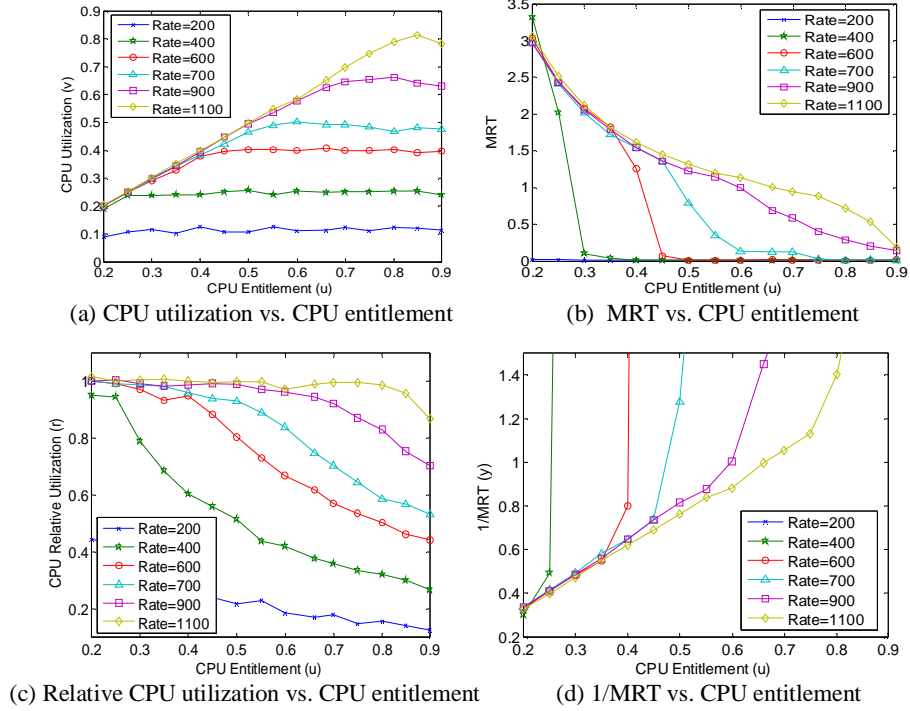 0.9
0.8
0.7
0.6
0.5
0.4
0.3
0.2
0.1
0
CPU Utilization (v)
Rate=200
Rate=400
Rate=600
Rate=700
Rate=900
Rate=1100
0.2 0.3 0.4 0.5 0.6 0.7 0.8 0.9
CPU Entitlement (u)
(a) CPU utilization vs. CPU entitlement
3.5
3
2.5
2
1.5
1
0.5
0
MRT
Rate=200
Rate=400
Rate=600
Rate=700
Rate=900
Rate=1100
0.2 0.3 0.4 0.5 0.6 0.7 0.8 0.9
CPU Entitlement (u)
(b) MRT vs. CPU entitlement
1
0.8
0.6
0.4
0.2
CPU Relative Utilization (r)
Rate=200
Rate=400
Rate=600
Rate=700
Rate=900
Rate=1100
0.2 0.3 0.4 0.5 0.6 0.7 0.8 0.9
CPU Entitlement (u)
(c) Relative CPU utilization vs. CPU entitlement
1.4
1.2
1
0.8
0.6
0.4
0.2
1/MRT (y)
Rate=200
Rate=400
Rate=600
Rate=700
Rate=900
Rate=1100
0.2 0.3 0.4 0.5 0.6 0.7 0.8 0.9
CPU Entitlement (u)
(d) 1/MRT vs. CPU entitlement